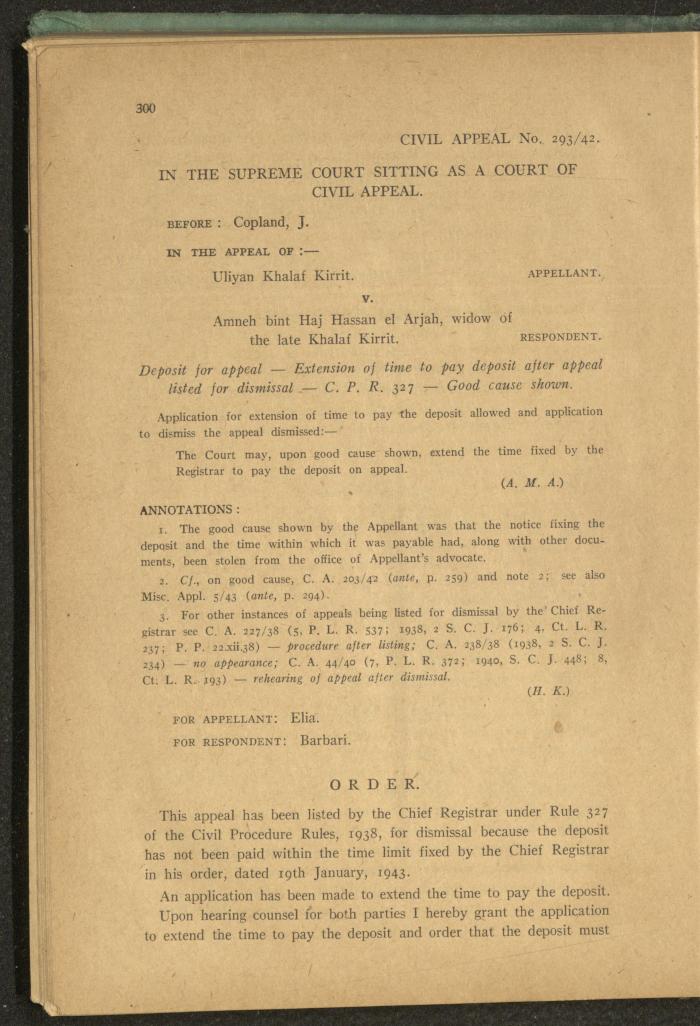 300
CIVIL APPEAL No. 293/42.
IN THE SUPREME COURT SITTING AS A COURT OF
CIVIL APPEAL.
BEFORE : Copland, J.
IN THE APPEAL OF :—
Uliyan Khalaf Kirrit. APPELLANT.
v.
Amneh bint Haj Hassan el Arjah, widow of
the late Khalaf Kirrit. RESPONDENT.
Deposit for appeal — Extension of time to pay deposit after appeal
listed for dismissal — C. P. R. 327 — Good cause shown.
Application for extension of time to pay the deposit allowed and application
to dismiss the appeal dismissed:—
The Court may, upon good cause shown, extend the time fixed by the
Registrar to pay the deposit on appeal.
(A. M. A.)
ANNOTATIONS :
1. The good cause shown by the Appellant was that the notice fixing the
deposit and the time within which it was payable had, along with other docu-
ments, been stolen from the office of Appellant's advocate.
2. Cf., on good cause, C. A. 203/42 (ante, p. 259) and note 2; see also
Misc. Appl. 5/43 (ante, p. 294).
3. For other instances of appeals being listed for dismissal by the Chief Re-
gistrar see C. A. 227/38 (5, P. L. R. 537; 1938, 2 S. C. J. 176; 4, Ct. L. R.
237; P. P. 22.xii.38) — procedure after listing; C. A. 238/38 (1938, 2 S. C. J.
234) — no appearance; C. A. 44/40 (7, P. L. R. 372; 1940, S. C. J. 448; 8,
Ct. L. R. 193) — rehearing of appeal after dismissal.
(H. K.)
FOR APPELLANT: Elia.
FOR RESPONDENT: Barbari.
ORDER.
This appeal has been listed by the Chief Registrar under Rule 327
of the Civil Procedure Rules, 1938, for dismissal because the deposit
has not been paid within the time limit fixed by the Chief Registrar
in his order, dated 19th January, 1943.
An application has been made to extend the time to pay the deposit.
Upon hearing counsel for both parties I hereby grant the application
to extend the time to pay the deposit and order that the deposit must